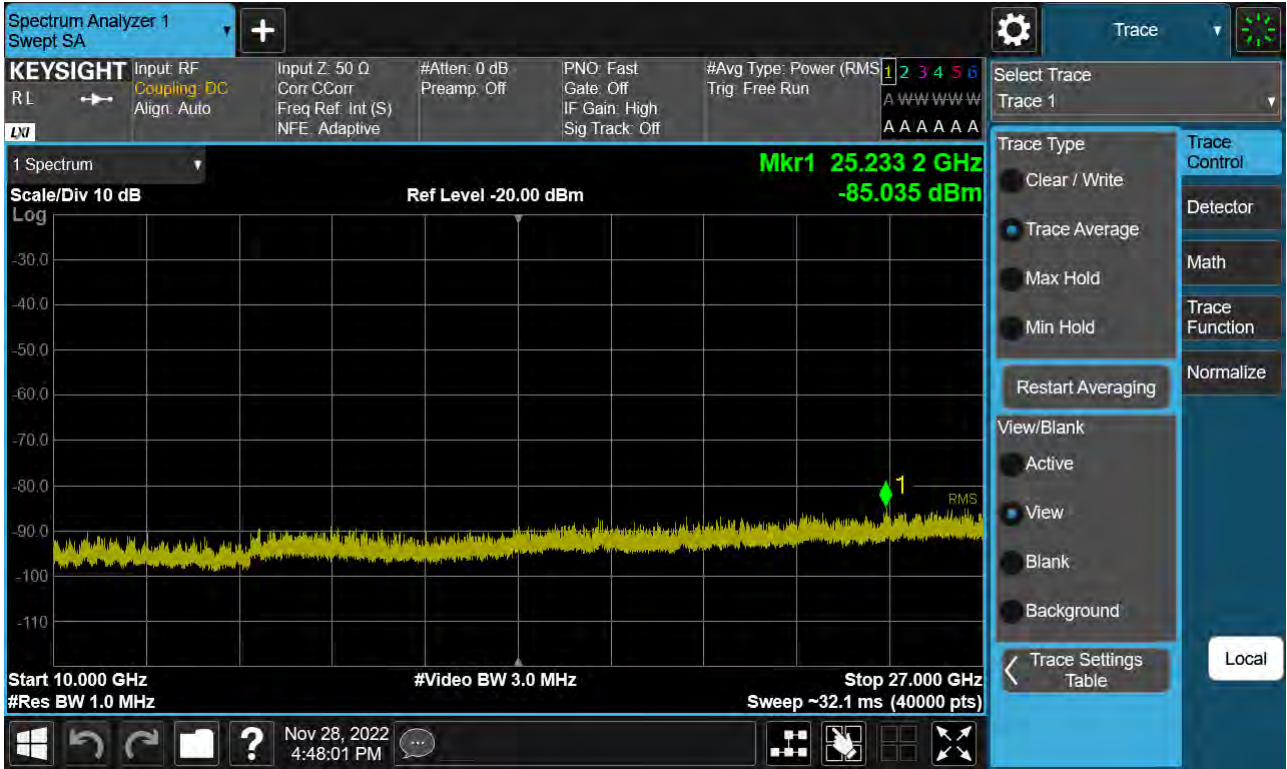 Spectrum Analyzer 1
Swept SA
Trace
KEYSIGHT
R L
LXI
Input: RF
Coupling: DC
Align: Auto
Input Z: 50 Ω
Corr CCorr
Freq Ref: Int (S)
NFE: Adaptive
#Atten: 0 dB
Preamp: Off
PNO: Fast
Gate: Off
IF Gain: High
Sig Track: Off
#Avg Type: Power (RMS
Trig: Free Run
1 2 3 4 5 6
A W W W W W
A A A A A A
Select Trace
Trace 1
1 Spectrum
Scale/Div 10 dB
Ref Level -20.00 dBm
Mkr1 25.233 2 GHz
-85.035 dBm
Log
-30.0
-40.0
-50.0
-60.0
-70.0
-80.0
-90.0
-100
-110
1
RMS
Start 10.000 GHz
#Res BW 1.0 MHz
#Video BW 3.0 MHz
Stop 27.000 GHz
Sweep ~32.1 ms (40000 pts)
Trace Type
Clear / Write
Trace Average
Max Hold
Min Hold
Restart Averaging
View/Blank
Active
View
Blank
Background
Trace Settings
Table
Trace
Control
Detector
Math
Trace
Function
Normalize
Local
Nov 28, 2022
4:48:01 PM